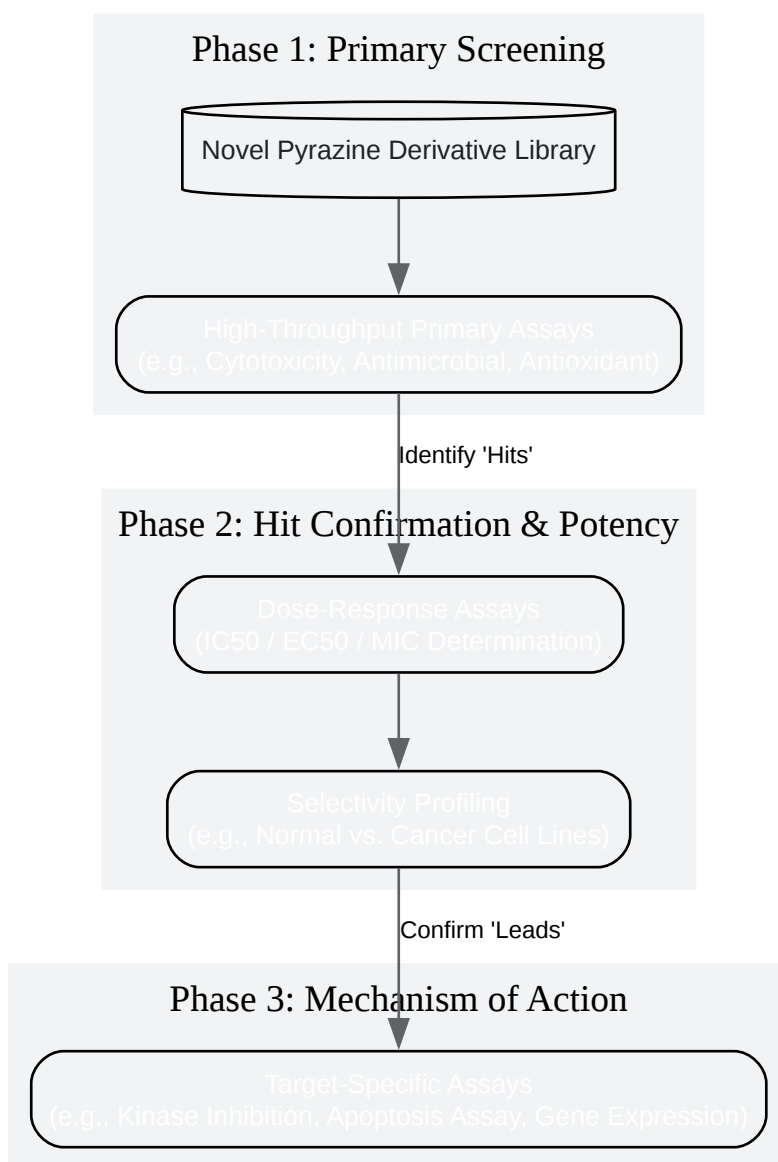 Phase 1: Primary Screening
Novel Pyrazine Derivative Library
High-Throughput Primary Assays
(e.g., Cytotoxicity, Antimicrobial, Antioxidant)
Identify 'Hits'
Phase 2: Hit Confirmation & Potency
Dose-Response Assays
(IC50 / EC50 / MIC Determination)
Selectivity Profiling
(e.g., Normal vs. Cancer Cell Lines)
Confirm 'Leads'
Phase 3: Mechanism of Action
Target-Specific Assays
(e.g., Kinase Inhibition, Apoptosis Assay, Gene Expression)